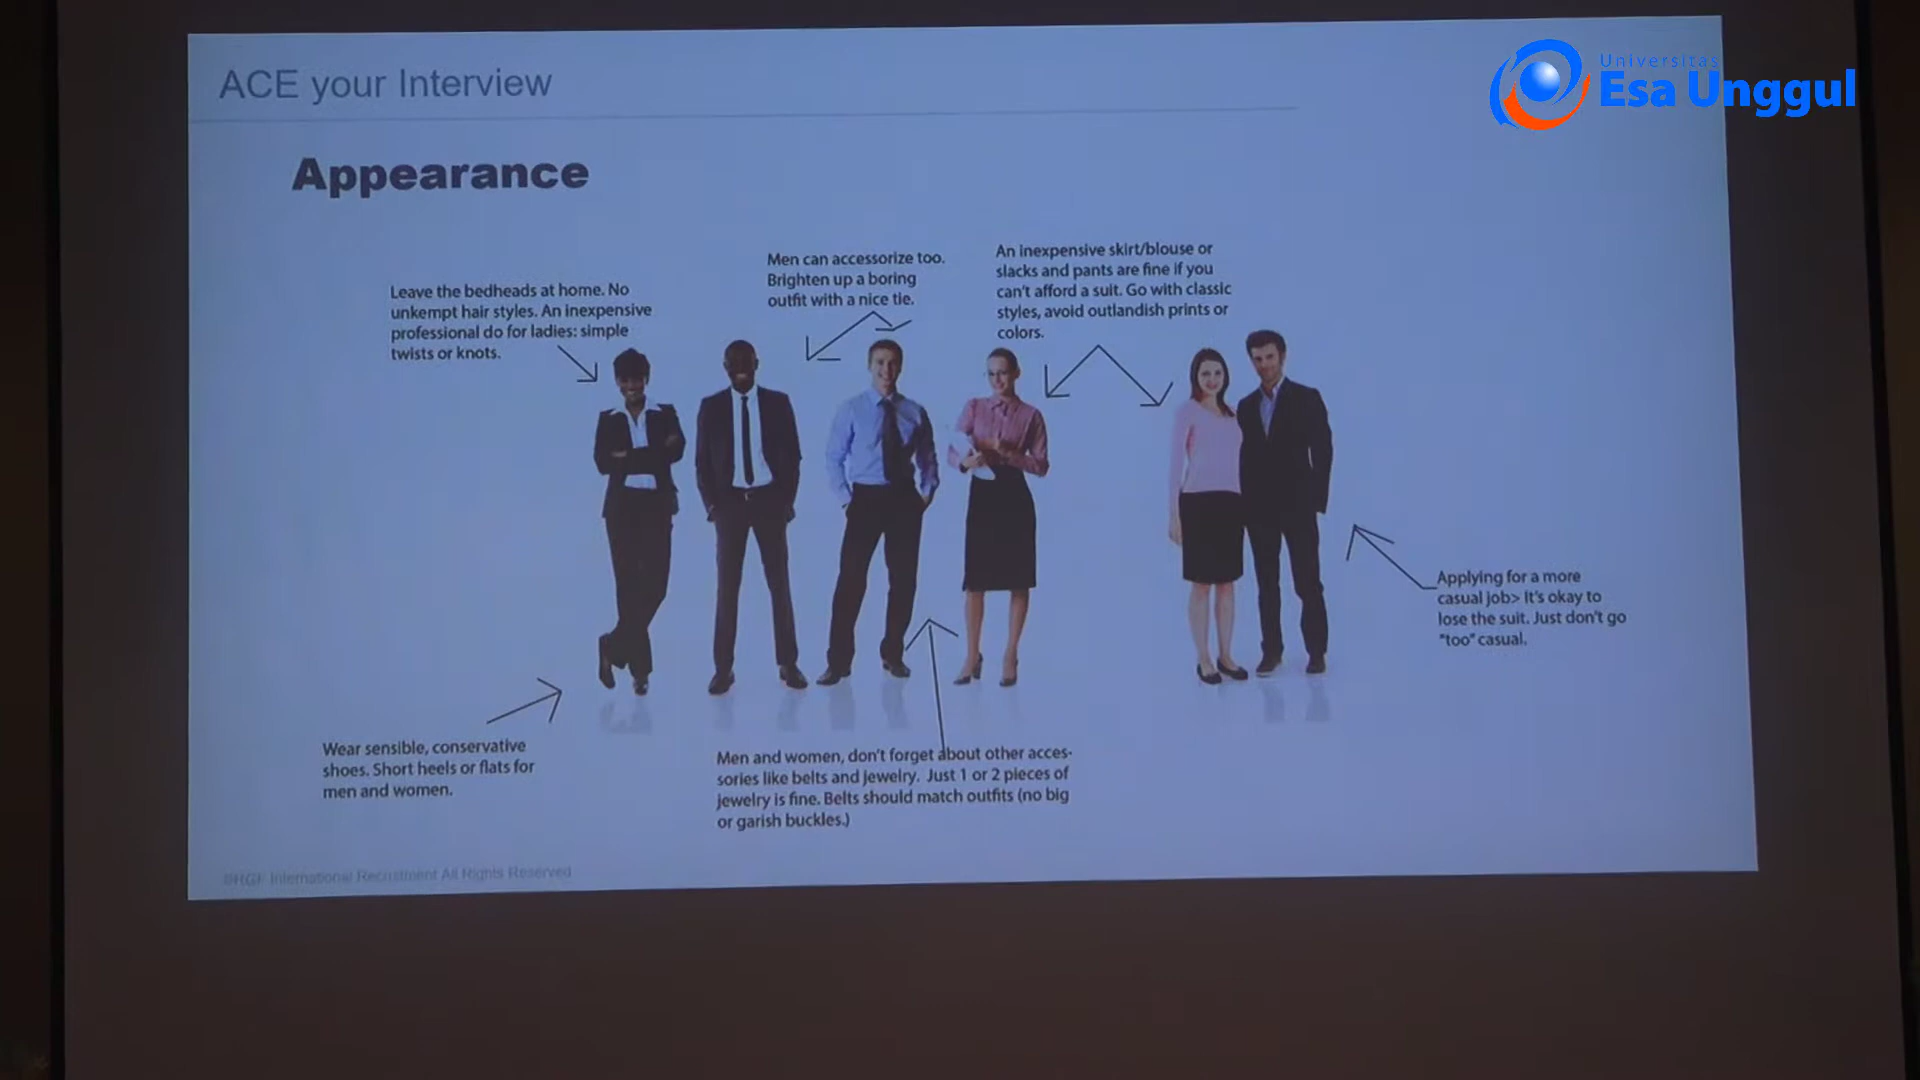 ACE your Interview
Universitas
Esa Unggul
Appearance
Leave the bedheads at home. No
unkempt hair styles. An inexpensive
professional do for ladies: simple
twists or knots.
Men can accessorize too.
Brighten up a boring
outfit with a nice tie.
An inexpensive skirt/blouse or
slacks and pants are fine if you
can't afford a suit. Go with classic
styles, avoid outlandish prints or
colors.
Applying for a more
casual job> It's okay to
lose the suit. Just don't go
"too" casual.
Wear sensible, conservative
shoes. Short heels or flats for
men and women.
Men and women, don't forget about other acces-
sories like belts and jewelry. Just 1 or 2 pieces of
jewelry is fine. Belts should match outfits (no big
or garish buckles.)
International Recruitment All Rights Reserved